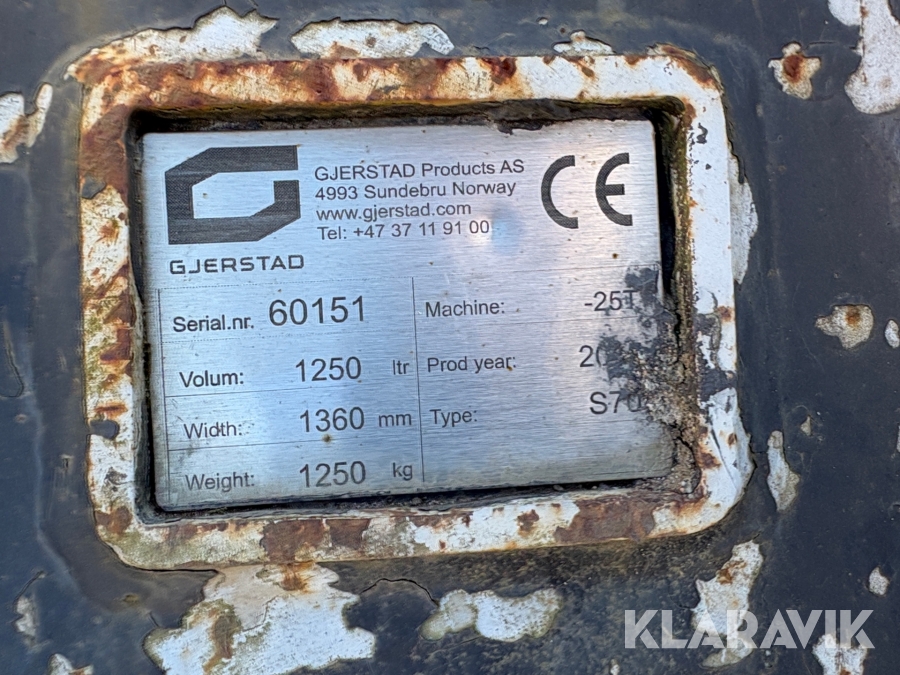 GJERSTAD Products AS
4993 Sundebru Norway
www.gjerstad.com
Tel: +47 37 11 91 00
CE
GJERSTAD
Serial.nr. 60151
Machine: -25T
Volum: 1250 ltr
Prod year:
Width: 1360 mm
Type:
Weight: 1250 kg
KLARAVIK